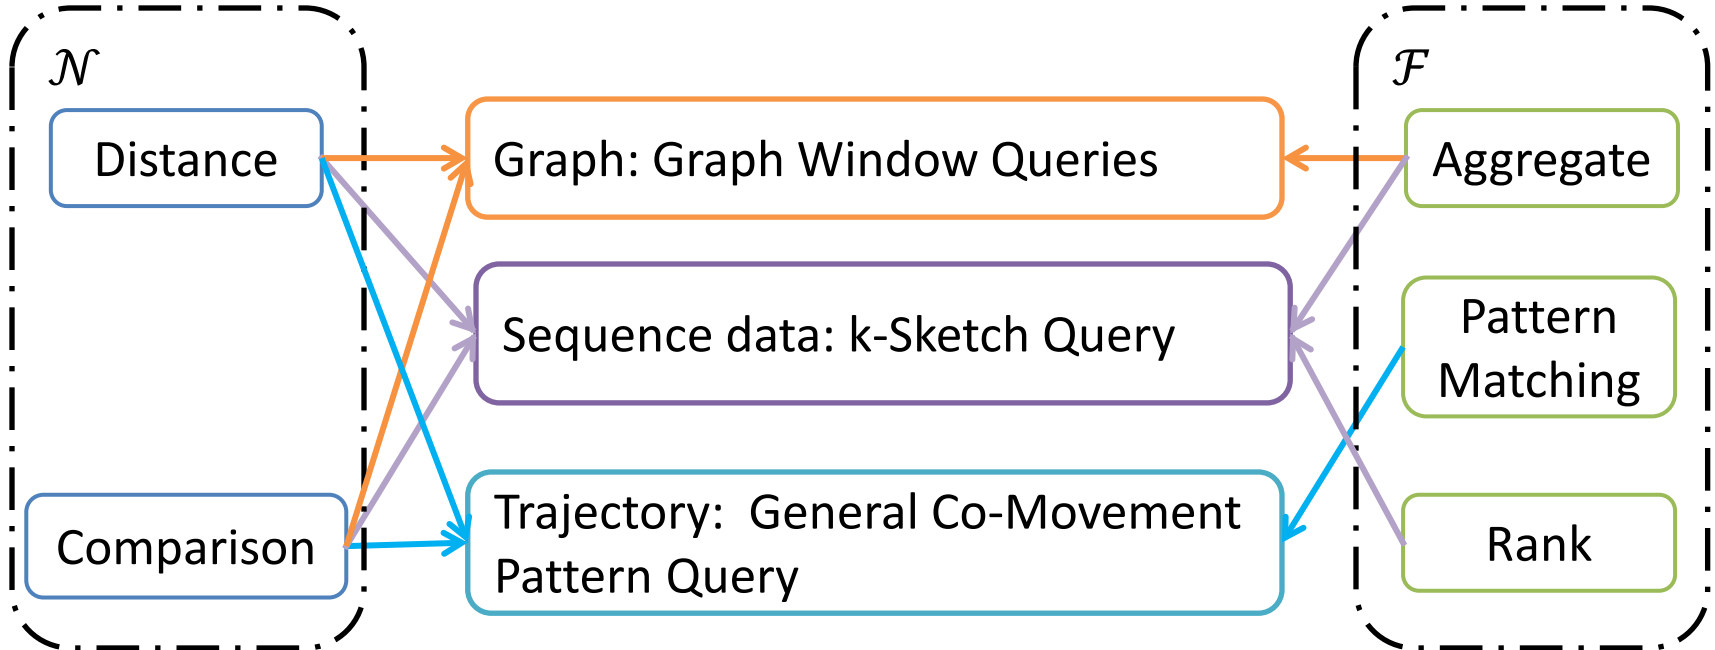 𝒩
Distance
Comparison
Graph: Graph Window Queries
Sequence data: k-Sketch Query
Trajectory:  General Co-Movement
Pattern Query
ℱ
Aggregate
Pattern
Matching
Rank